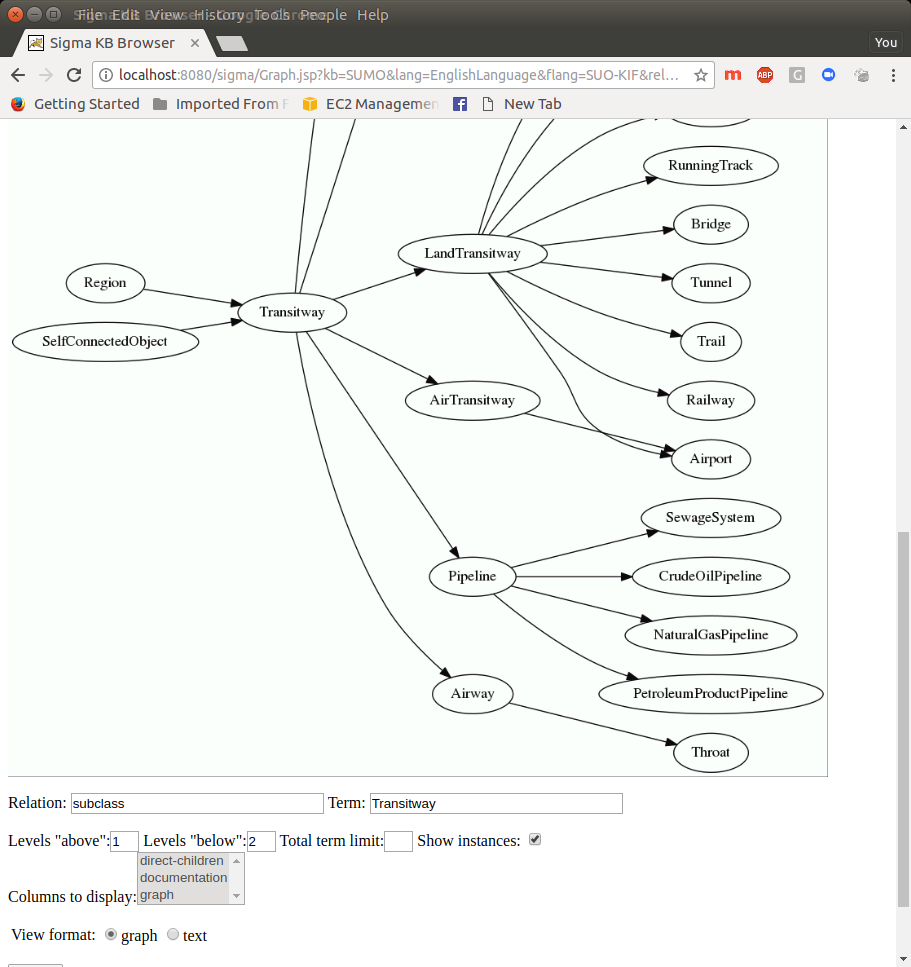 File Edit View History Tools People Help
Sigma KB Browser
You
localhost:8080/sigma/Graph.jsp?kb=SUMO&lang=EnglishLanguage&flang=SUO-KIF&rel...
Getting Started Imported From F EC2 Managemen New Tab
RunningTrack
Bridge
LandTransitway
Region
Tunnel
Transitway
SelfConnectedObject
Trail
AirTransitway
Railway
Airport
SewageSystem
Pipeline
CrudeOilPipeline
NaturalGasPipeline
Airway
PetroleumProductPipeline
Throat
Relation: subclass Term: Transitway
Levels "above": 1 Levels "below": 2 Total term limit: Show instances:
direct-children
documentation
Columns to display: graph
View format: graph text